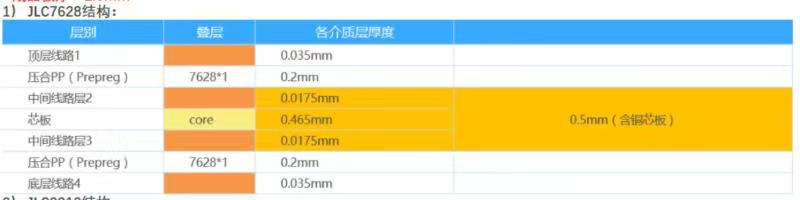 1) JLC7628结构：
层别 叠层 各介质层厚度
顶层线路1 0.035mm
压合PP（Prepreg） 7628*1 0.2mm
中间线路层2 0.0175mm
芯板 core 0.465mm 0.5mm（含铜芯板）
中间线路层3 0.0175mm
压合PP（Prepreg） 7628*1 0.2mm
底层线路4 0.035mm